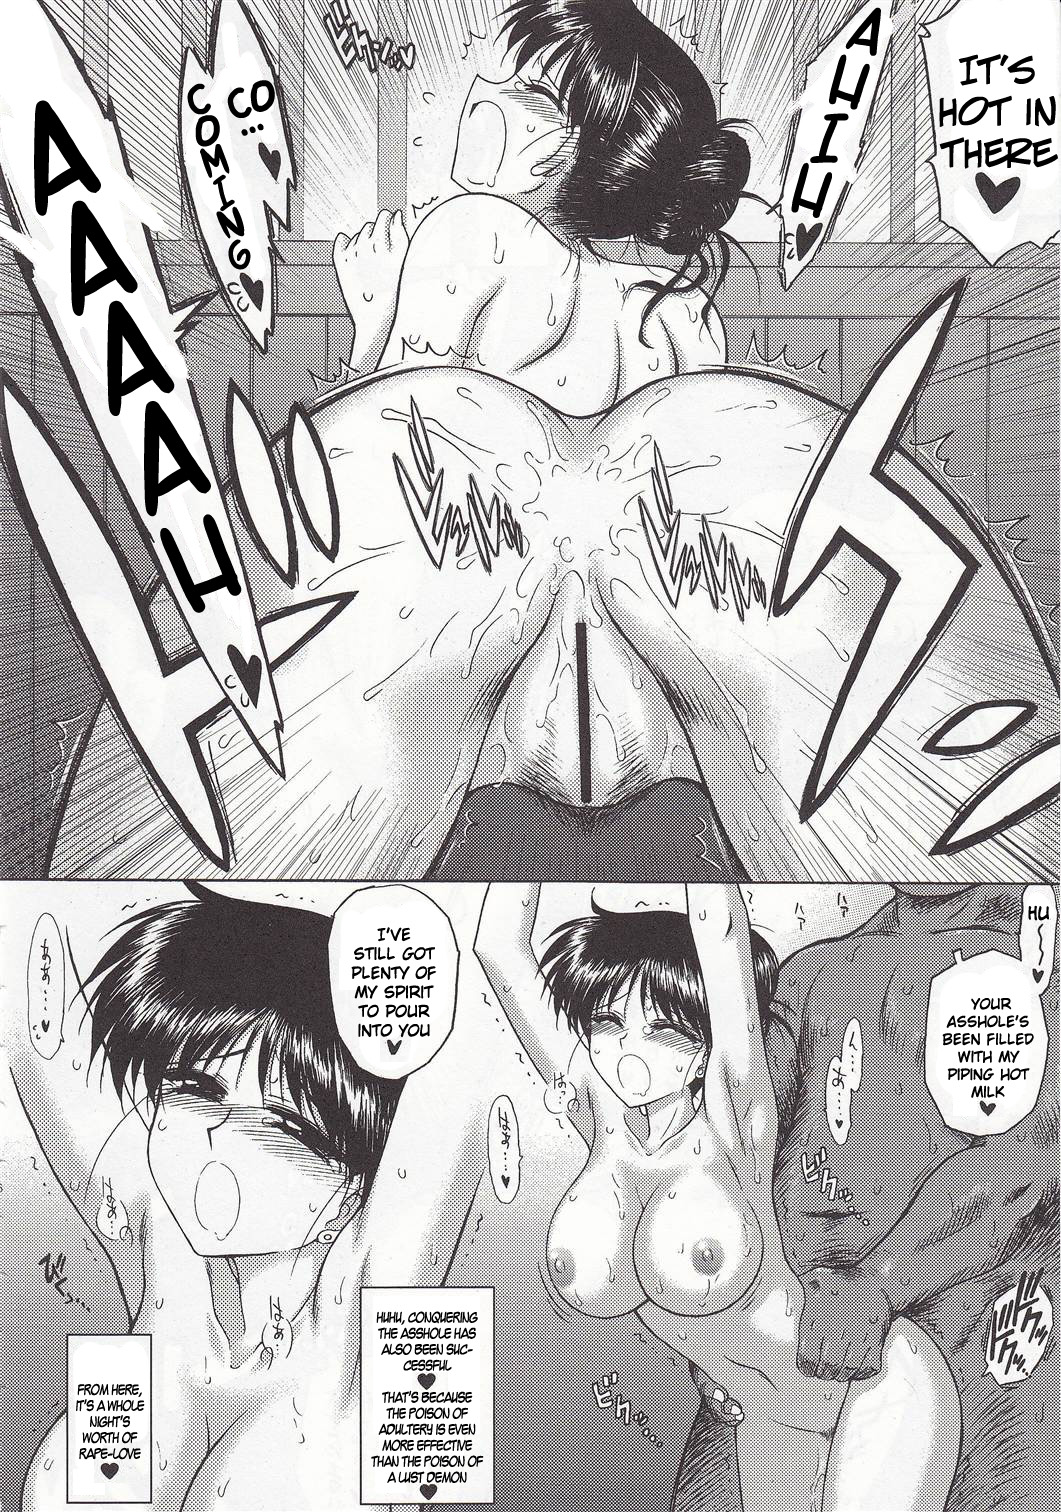 IT'S
HOT IN
THERE
♥
AUIH♥
CO...♥
COMING♥
AAAAH♥
HU
~
♥
YOUR
ASSHOLE'S
BEEN FILLED
WITH MY
PIPING HOT
MILK
♥
I'VE
STILL GOT
PLENTY OF
MY SPIRIT
TO POUR
INTO YOU
♥
HUHU, CONQUERING
THE ASSHOLE HAS
ALSO BEEN SUC-
CESSFUL
♥
THAT'S BECAUSE
THE POISON OF
ADULTERY IS EVEN
MORE EFFECTIVE
THAN THE POISON OF
A LUST DEMON
♥
FROM HERE,
IT'S A WHOLE
NIGHT'S
WORTH OF
RAPE-LOVE
♥